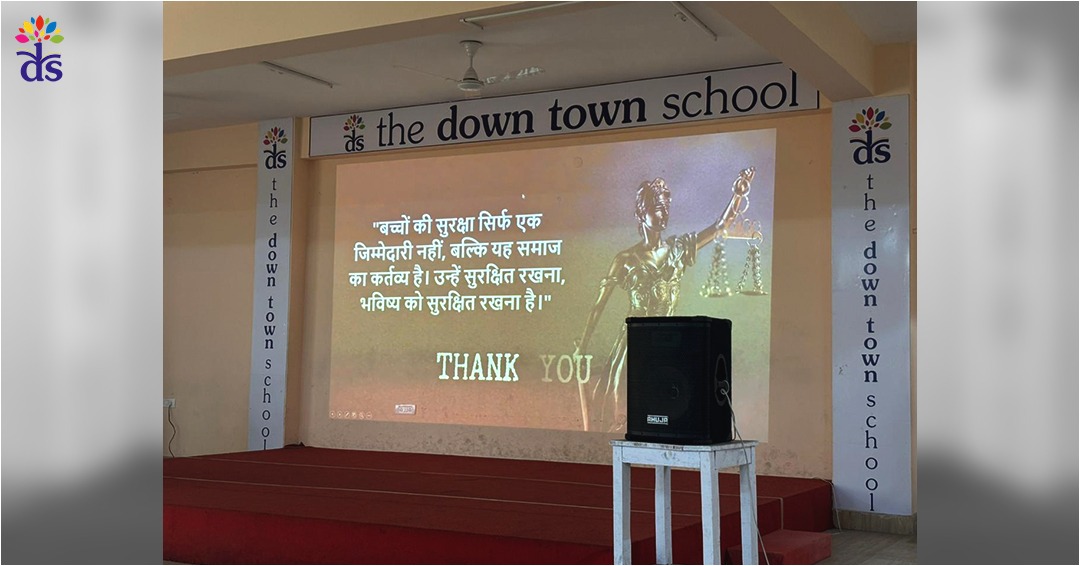 ds
the down town school
ds
the down town school
ds
the down town school
"बच्चों की सुरक्षा सिर्फ एक
जिम्मेदारी नहीं, बल्कि यह समाज
का कर्तव्य है। उन्हें सुरक्षित रखना,
भविष्य को सुरक्षित रखना है।"
THANK YOU
AHUJA